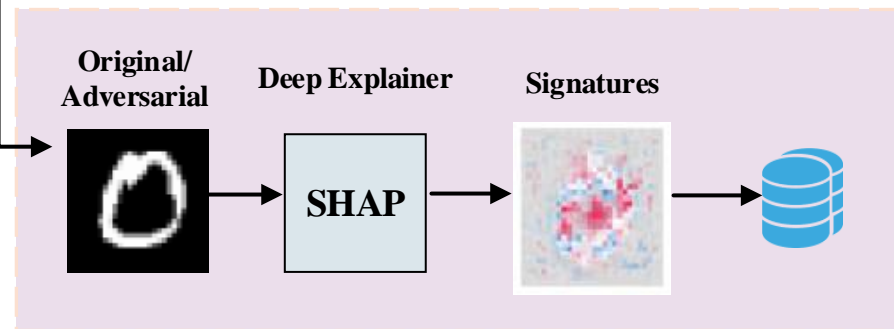 Original/
Adversarial
Deep Explainer
Signatures
SHAP